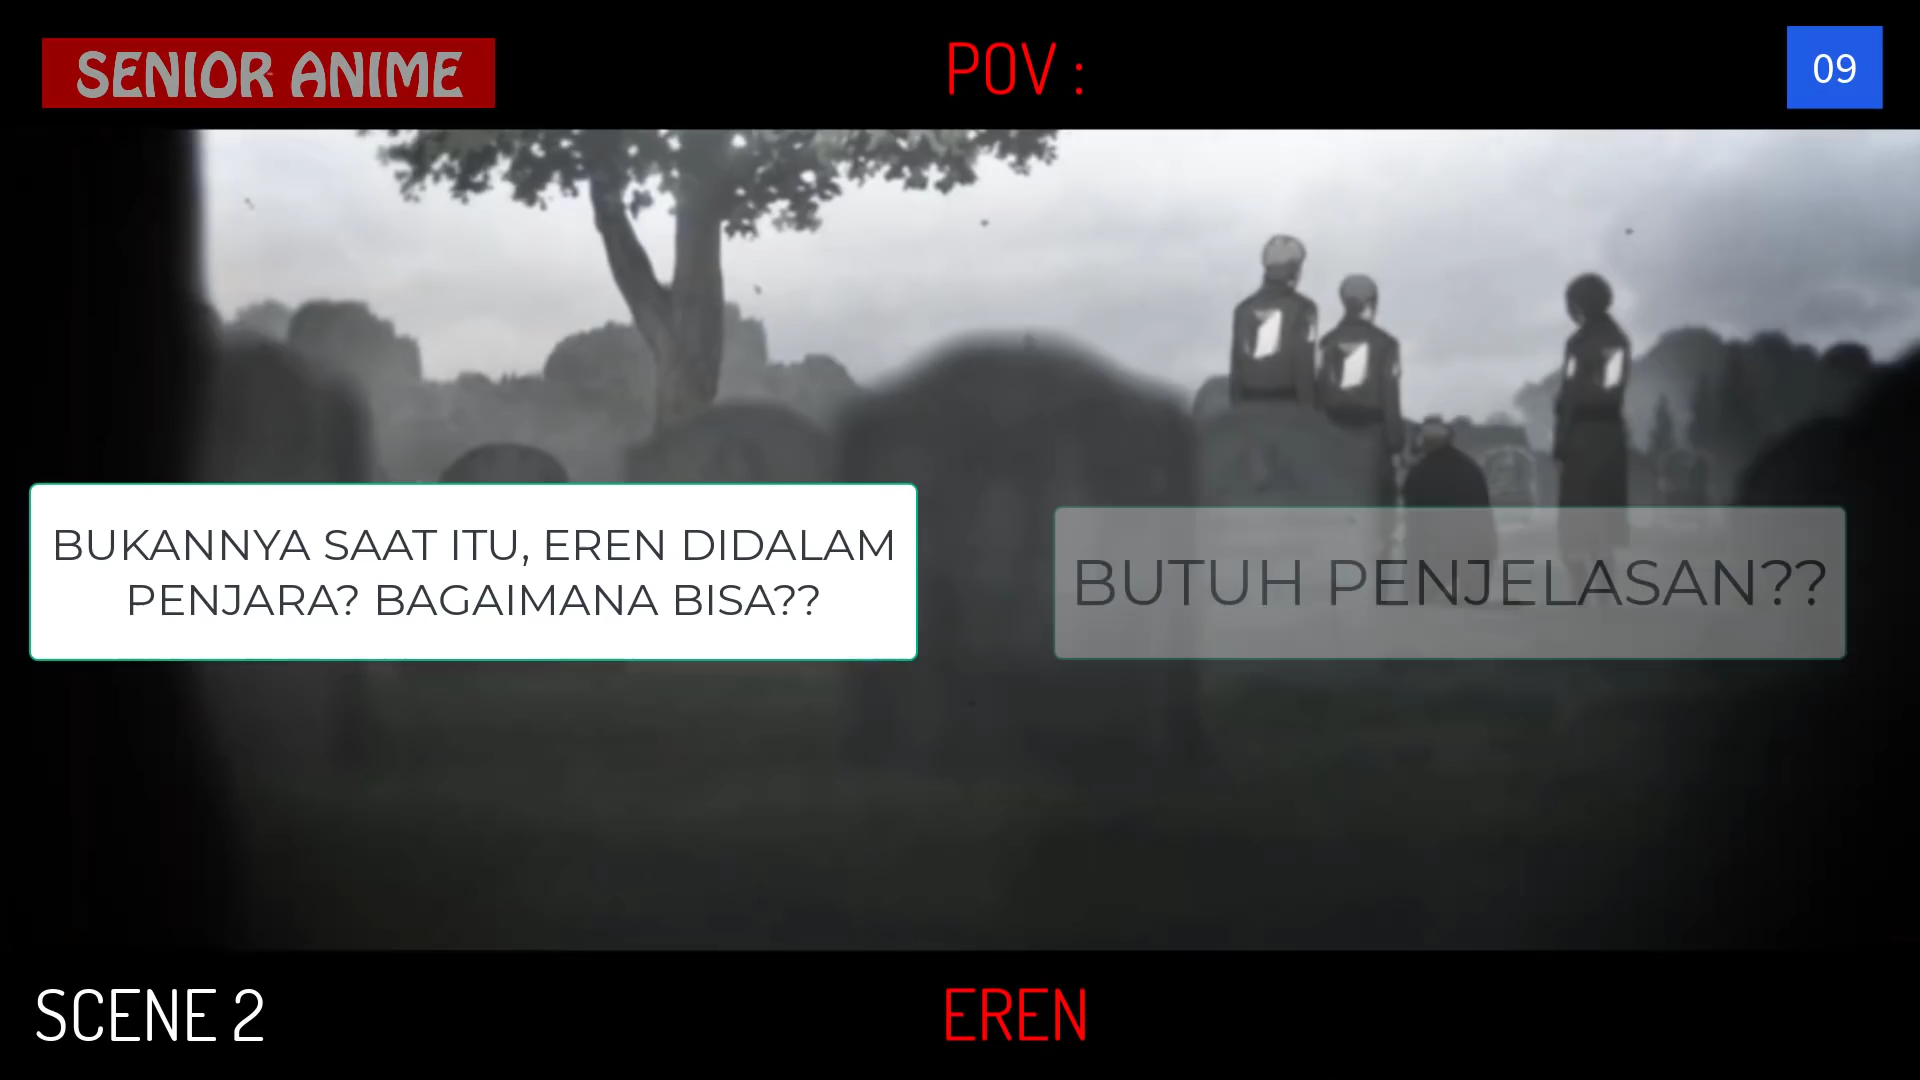 SENIOR ANIME
POV :
09
BUKANNYA SAAT ITU, EREN DIDALAM
PENJARA? BAGAIMANA BISA??
BUTUH PENJELASAN??
SCENE 2
EREN